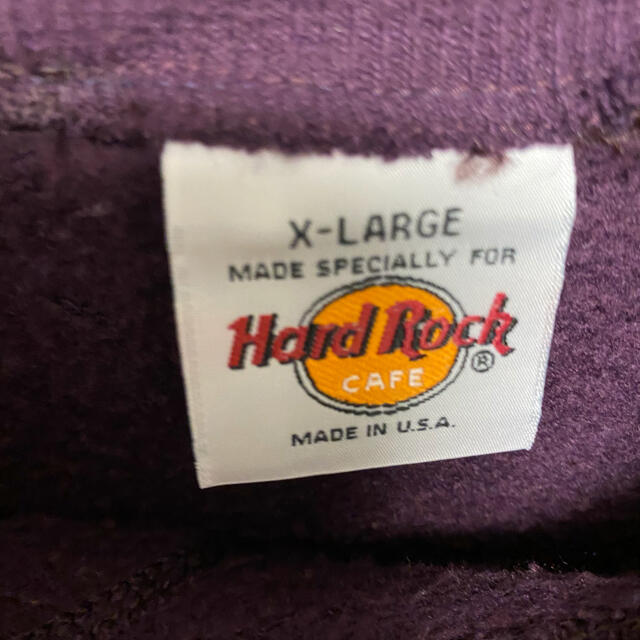 X-LARGE
MADE SPECIALLY FOR
Hard Rock
CAFE ®
MADE IN U.S.A.